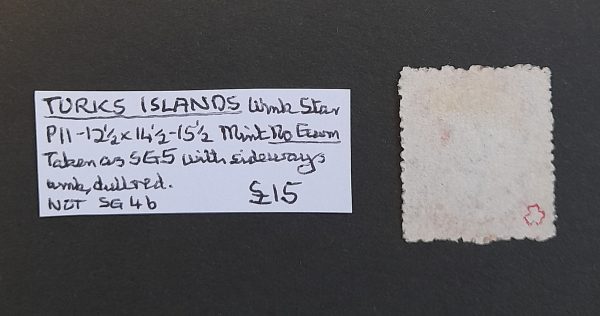 TURKS ISLANDS Wmk Star
P11-12½ x 14½-15½ Mint No Gum
Taken as SG5 with sideways
wmk, dull red.
NOT SG 4b £15